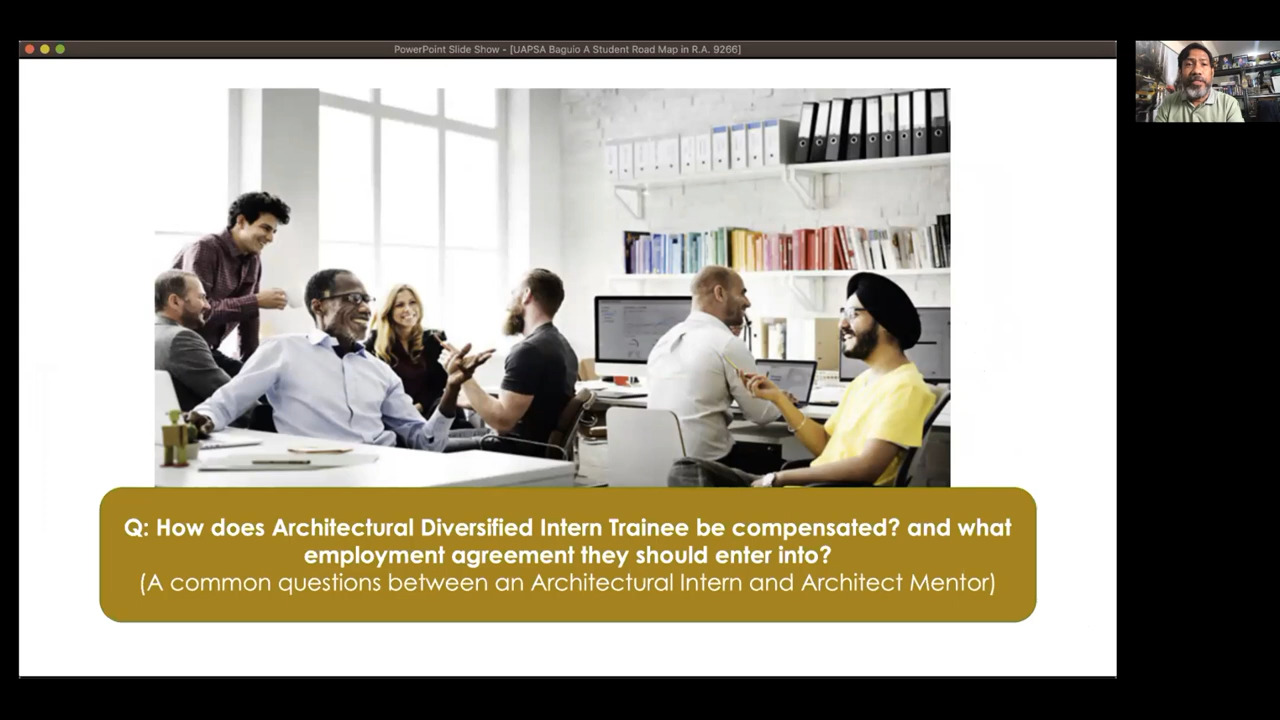 PowerPoint Slide Show - [UAPSA Baguio A Student Road Map in R.A. 9266]
Q: How does Architectural Diversified Intern Trainee be compensated? and what
employment agreement they should enter into?
(A common questions between an Architectural Intern and Architect Mentor)